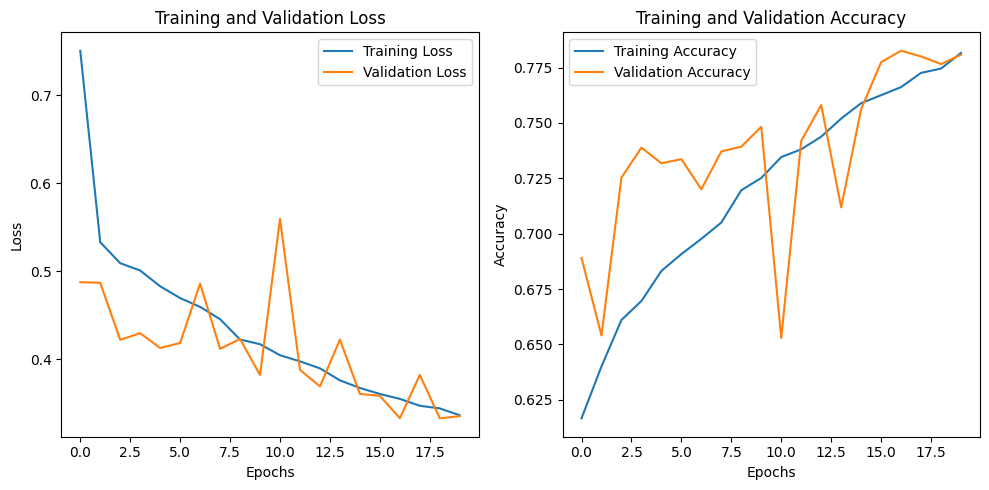 Training and Validation Loss
Training Loss
Validation Loss
0.7
0.6
0.5
0.4
Loss
0.0 2.5 5.0 7.5 10.0 12.5 15.0 17.5
Epochs
Training and Validation Accuracy
Training Accuracy
Validation Accuracy
0.775
0.750
0.725
0.700
0.675
0.650
0.625
Accuracy
0.0 2.5 5.0 7.5 10.0 12.5 15.0 17.5
Epochs